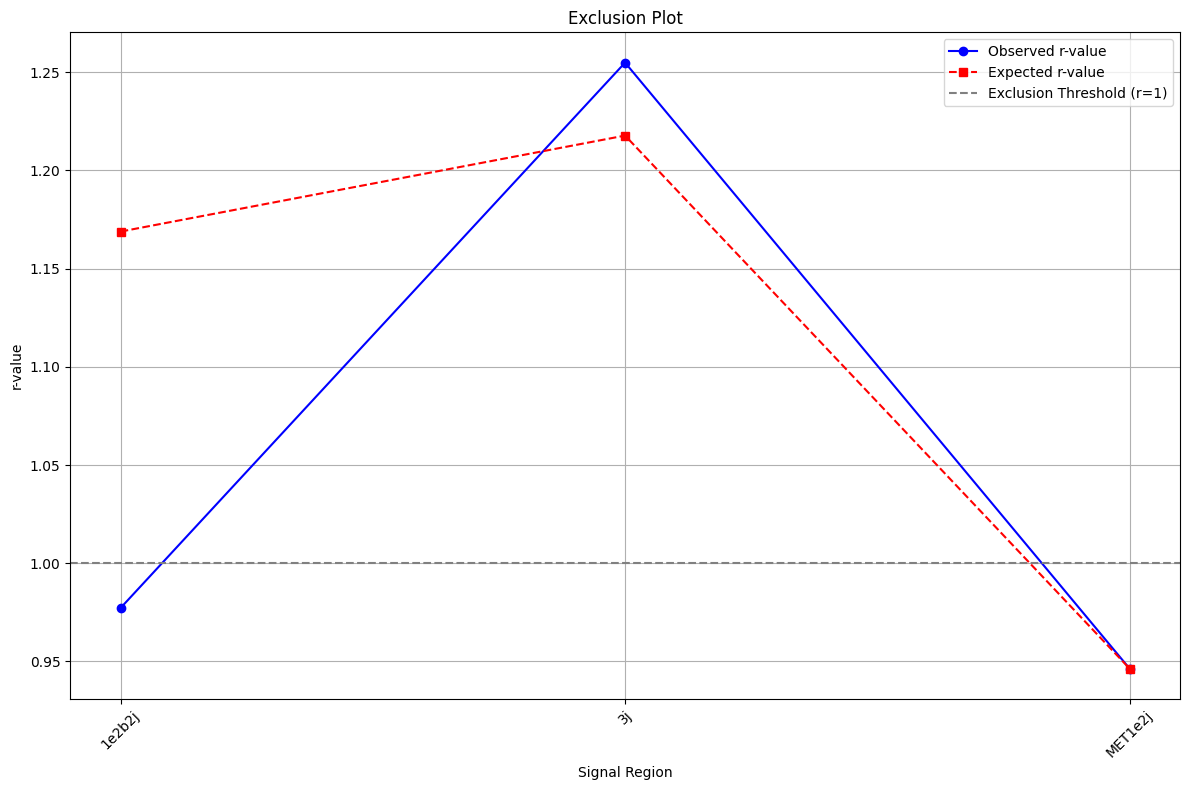 Exclusion Plot
Observed r-value
Expected r-value
Exclusion Threshold (r=1)
1.25
1.20
1.15
1.10
1.05
1.00
0.95
r-value
1e2b2j
3j
MET1e2j
Signal Region